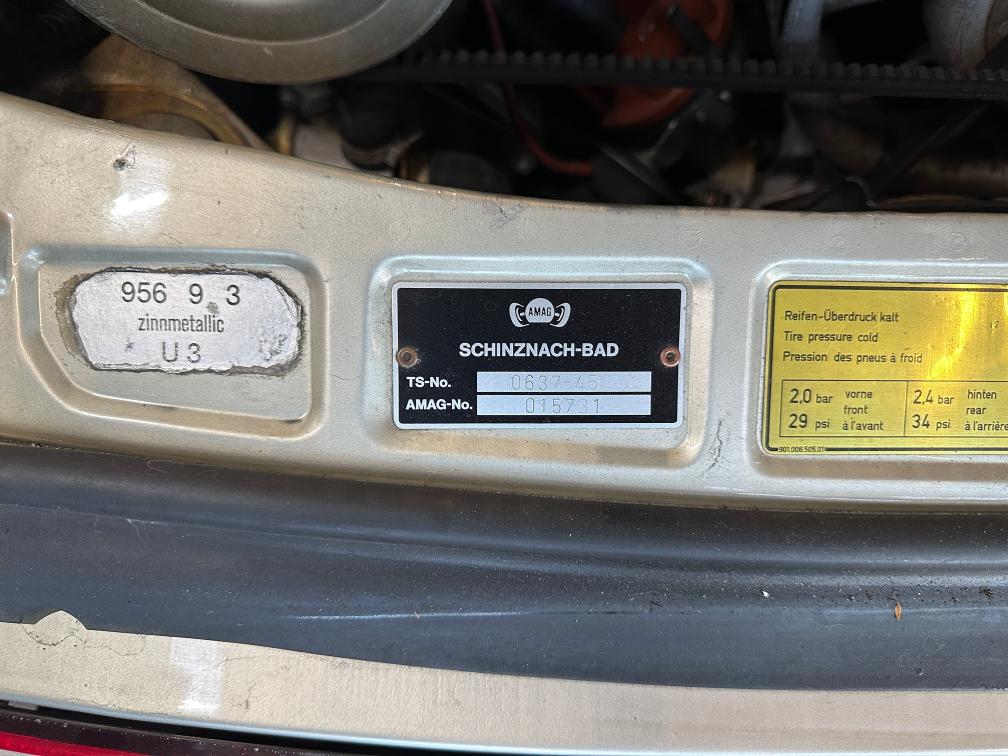 956 9 3
zinnmetallic
U 3
AMAG
SCHINZNACH-BAD
TS-No. 0637-45
AMAG-No. 015731
Reifen-Überdruck kalt
Tire pressure cold
Pression des pneus à froid
2,0 bar vorne 2,4 bar hinten
front rear
29 psi à l'avant 34 psi à l'arrière
901.006.505.01